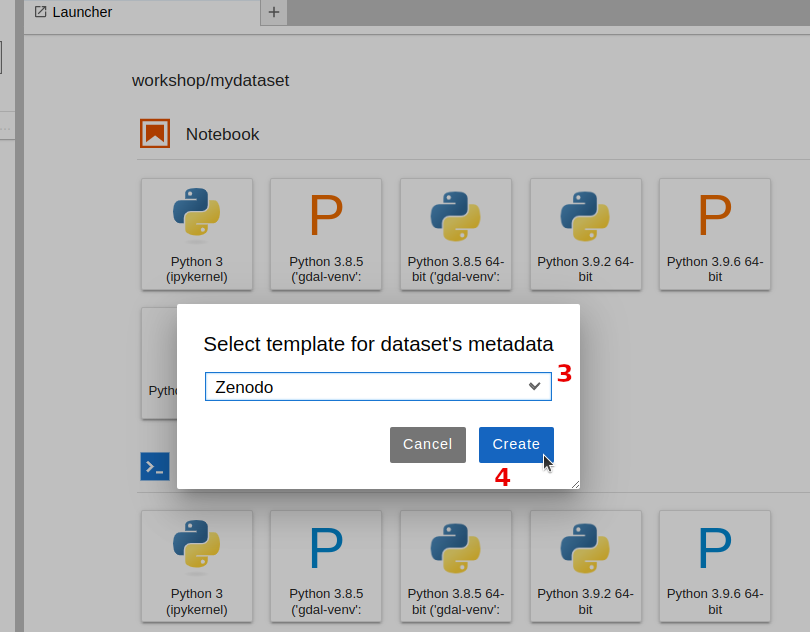 Launcher
+
workshop/mydataset
Notebook
P
P
Python 3
(ipykernel)
Python 3.8.5
('gdal-venv':
Python 3.8.5 64-
bit ('gdal-venv':
Python 3.9.2 64-
bit
Python 3.9.6 64-
bit
Select template for dataset's metadata
Zenodo
3
Cancel
Create
4
P
P
Python 3
(ipykernel)
Python 3.8.5
('gdal-venv':
Python 3.8.5 64-
bit ('gdal-venv':
Python 3.9.2 64-
bit
Python 3.9.6 64-
bit